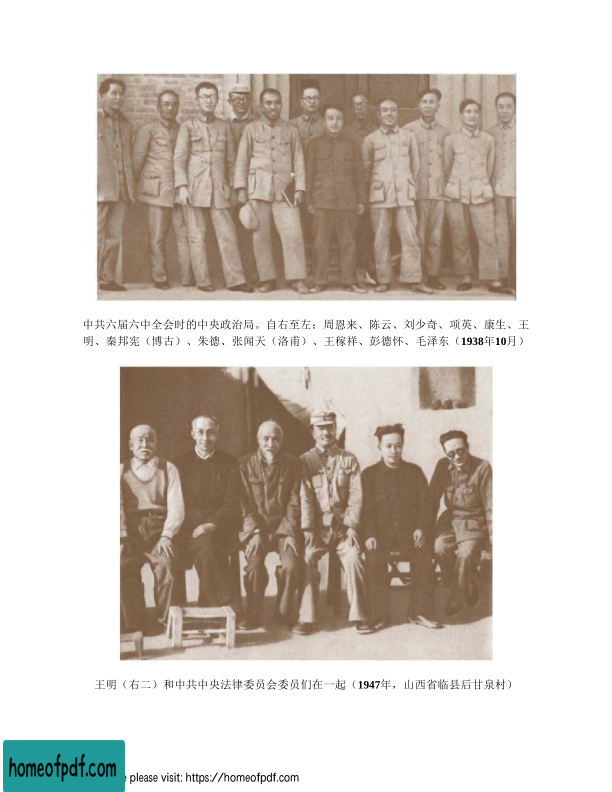 中共六届六中全会时的中央政治局。自右至左：周恩来、陈云、刘少奇、项英、康生、王
明、秦邦宪（博古）、朱德、张闻天（洛甫）、王稼祥、彭德怀、毛泽东（1938年10月）
王明（右二）和中共中央法律委员会委员们在一起（1947年，山西省临县后甘泉村）
homeofpdf.com
e please visit: https://homeofpdf.com